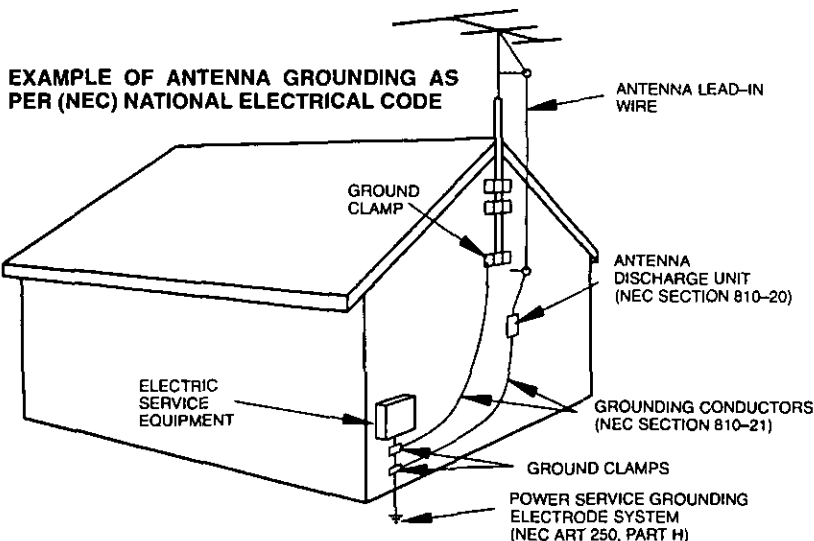 EXAMPLE OF ANTENNA GROUNDING AS
PER (NEC) NATIONAL ELECTRICAL CODE
ANTENNA LEAD–IN
WIRE
GROUND
CLAMP
ANTENNA
DISCHARGE UNIT
(NEC SECTION 810–20)
ELECTRIC
SERVICE
EQUIPMENT
GROUNDING CONDUCTORS
(NEC SECTION 810–21)
GROUND CLAMPS
POWER SERVICE GROUNDING
ELECTRODE SYSTEM
(NEC ART 250, PART H)